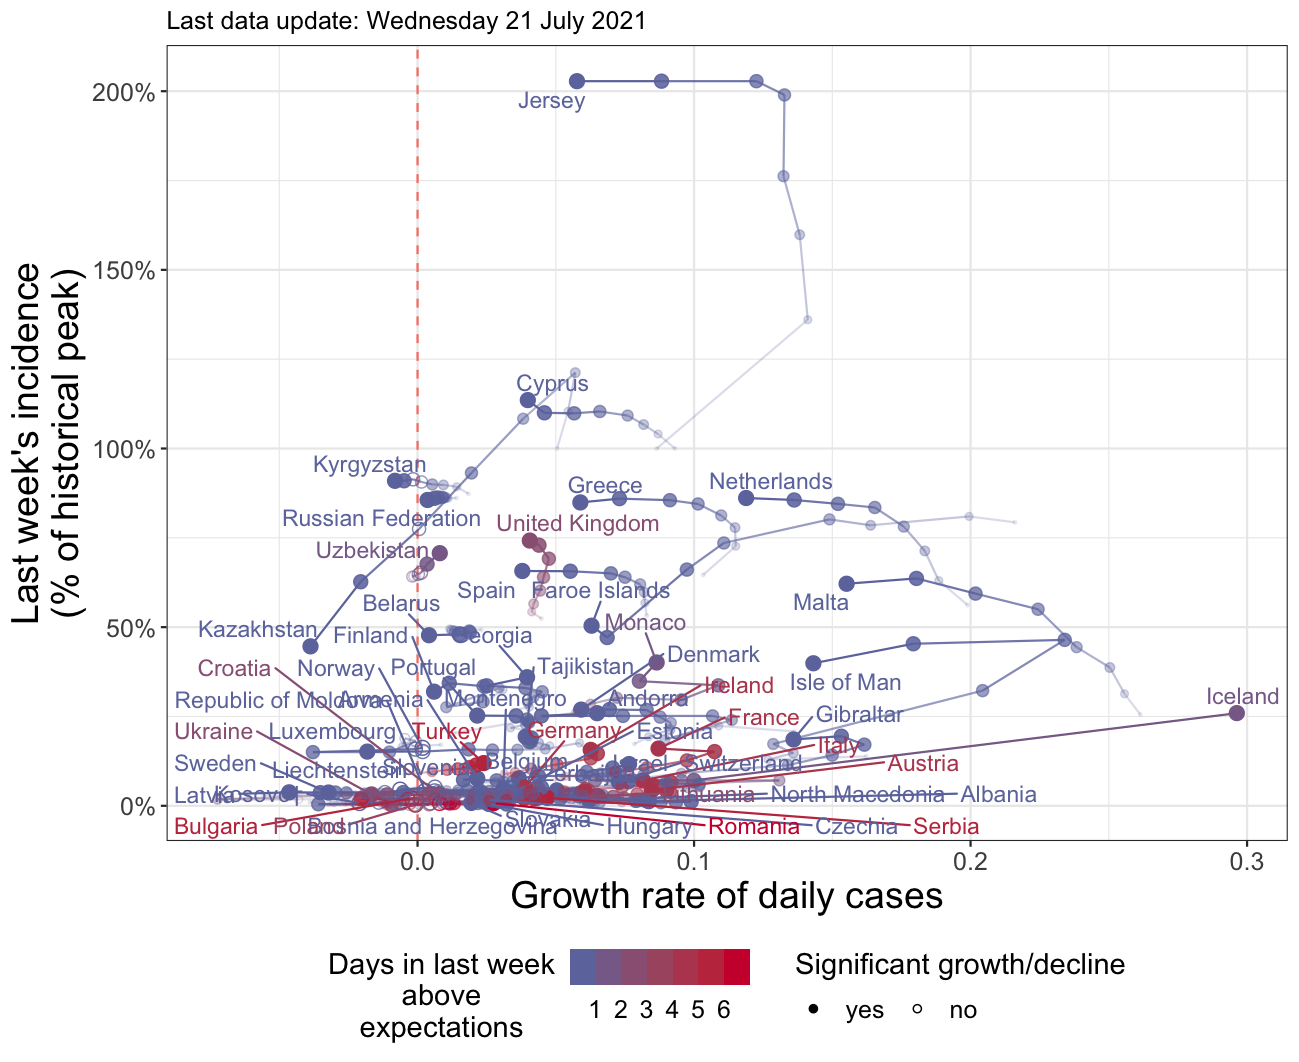 Last data update: Wednesday 21 July 2021
Last week's incidence
(% of historical peak)
200%
150%
100%
50%
0%
Jersey
Cyprus
Kyrgyzstan
Greece
Netherlands
Russian Federation
United Kingdom
Uzbekistan
Spain
Faroe Islands
Malta
Belarus
Monaco
Kazakhstan
Finland
Georgia
Denmark
Croatia
Norway
Portugal
Tajikistan
Isle of Man
Ireland
Republic of Moldova
Armenia
Montenegro
Andorra
Iceland
Gibraltar
France
Ukraine
Luxembourg
Turkey
Germany
Estonia
Italy
Sweden
Liechtenstein
Slovenia
Belgium
Azerbaijan
Israel
Switzerland
Austria
Latvia
Kosovo
Lithuania
North Macedonia
Albania
Bulgaria
Poland
Bosnia and Herzegovina
Slovakia
Hungary
Romania
Czechia
Serbia
0.0
0.1
0.2
0.3
Growth rate of daily cases
Days in last week
above
expectations
1 2 3 4 5 6
Significant growth/decline
yes
no